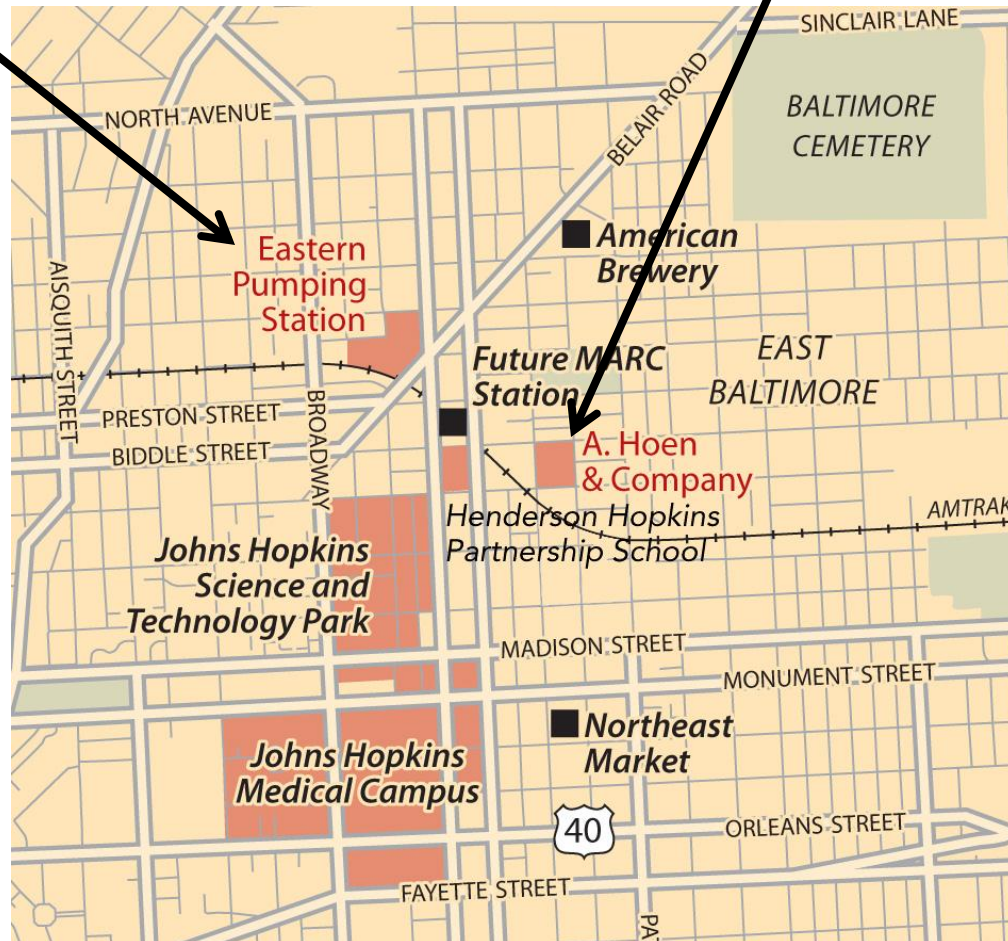 SINCLAIR LANE
NORTH AVENUE
BELAIR ROAD
BALTIMORE
CEMETERY
American
Brewery
Eastern
Pumping
Station
AISQUITH STREET
Future MARC
Station
EAST
BALTIMORE
PRESTON STREET
BROADWAY
BIDDLE STREET
A. Hoen
& Company
Henderson Hopkins
Partnership School
AMTRAK
Johns Hopkins
Science and
Technology Park
MADISON STREET
MONUMENT STREET
Northeast
Market
Johns Hopkins
Medical Campus
40
ORLEANS STREET
FAYETTE STREET
PA